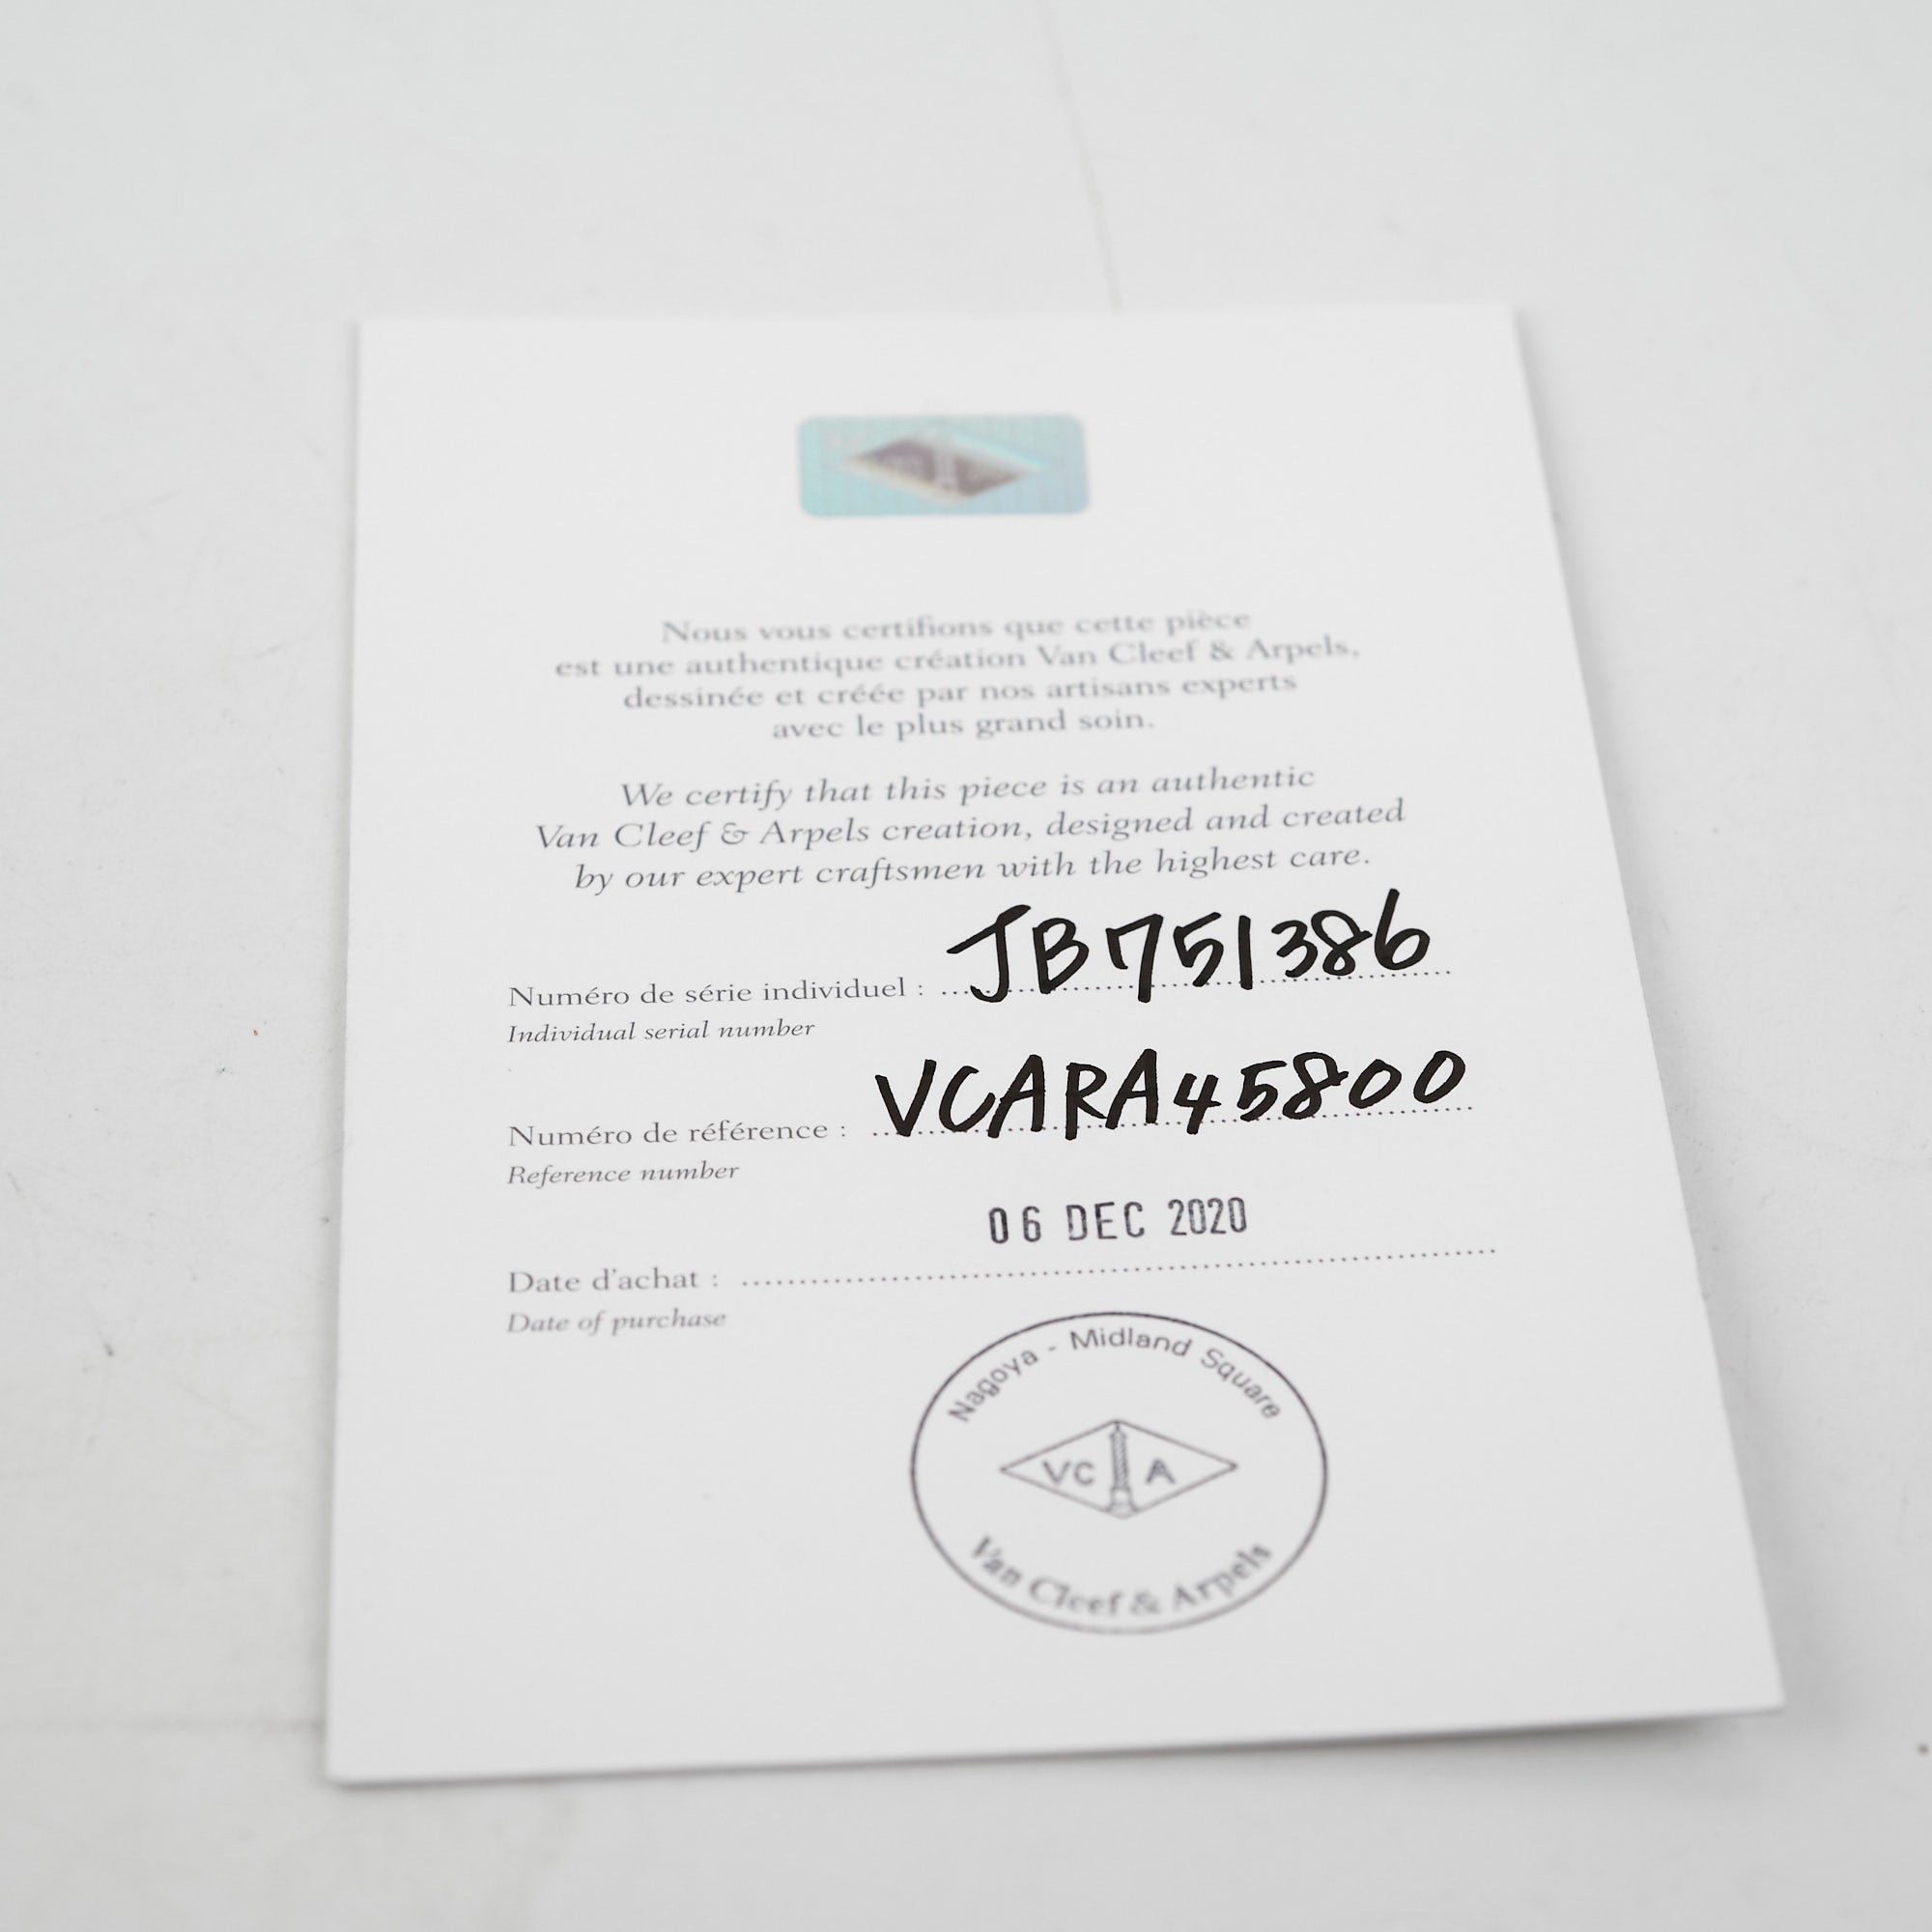 Nous vous certifions que cette pièce
est une authentique création Van Cleef & Arpels,
dessinée et créée par nos artisans experts
avec le plus grand soin.
We certify that this piece is an authentic
Van Cleef & Arpels creation, designed and created
by our expert craftsmen with the highest care.
Numéro de série individuel : JB751386
Individual serial number
Numéro de référence : VCARA45800
Reference number
06 DEC 2020
Date d'achat :
Date of purchase
Nagoya - Midland Square
VC A
Van Cleef & Arpels